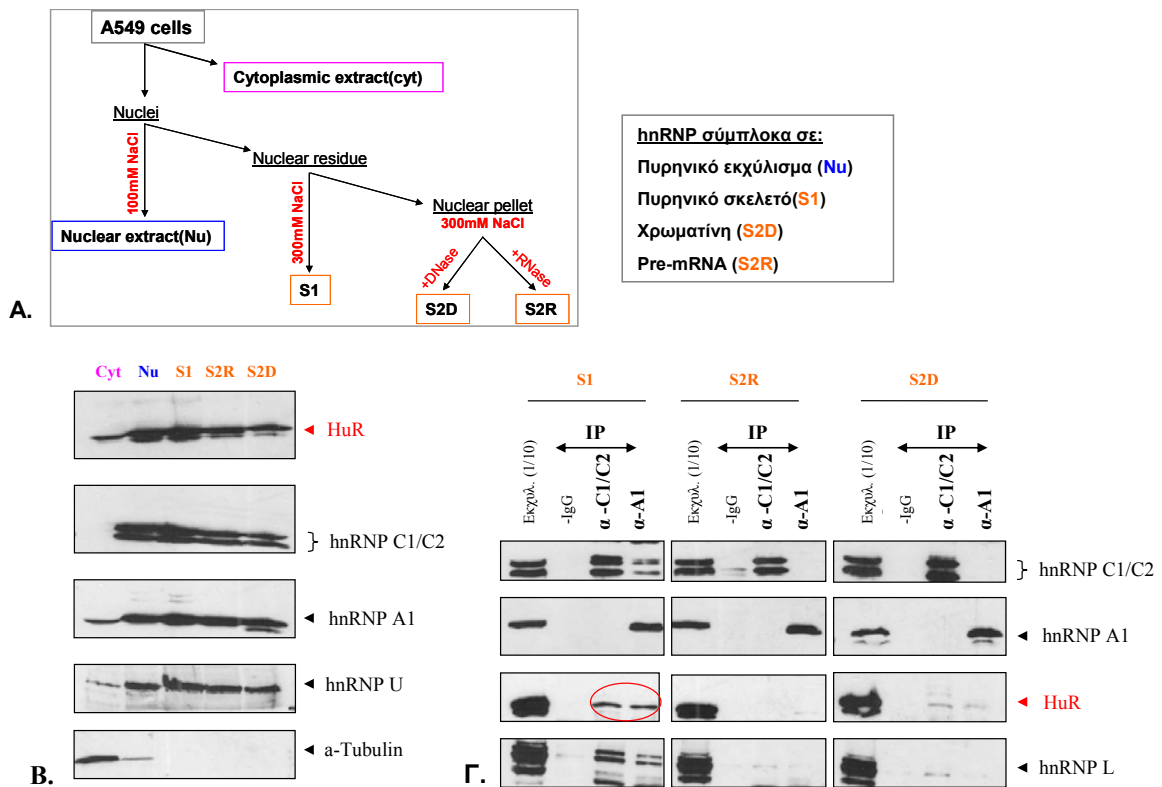 A549 cells
Cytoplasmic extract(cyt)
Nuclei
100mM NaCl
Nuclear residue
300mM NaCl
Nuclear pellet
300mM NaCl
Nuclear extract(Nu)
+DNase
+RNase
S1
S2D
S2R
A.
hnRNP σύμπλοκα σε:
Πυρηνικό εκχύλισμα (Nu)
Πυρηνικό σκελετό(S1)
Χρωματίνη (S2D)
Pre-mRNA (S2R)
Cyt Nu S1 S2R S2D
HuR
hnRNP C1/C2
hnRNP A1
hnRNP U
a-Tubulin
B.
S1 S2R S2D
IP IP IP
Εκχυλ. (1/10) -IgG α -C1/C2 α-A1
Εκχυλ. (1/10) -IgG α -C1/C2 α-A1
Εκχυλ. (1/10) -IgG α -C1/C2 α-A1
hnRNP C1/C2
hnRNP A1
HuR
hnRNP L
Γ.